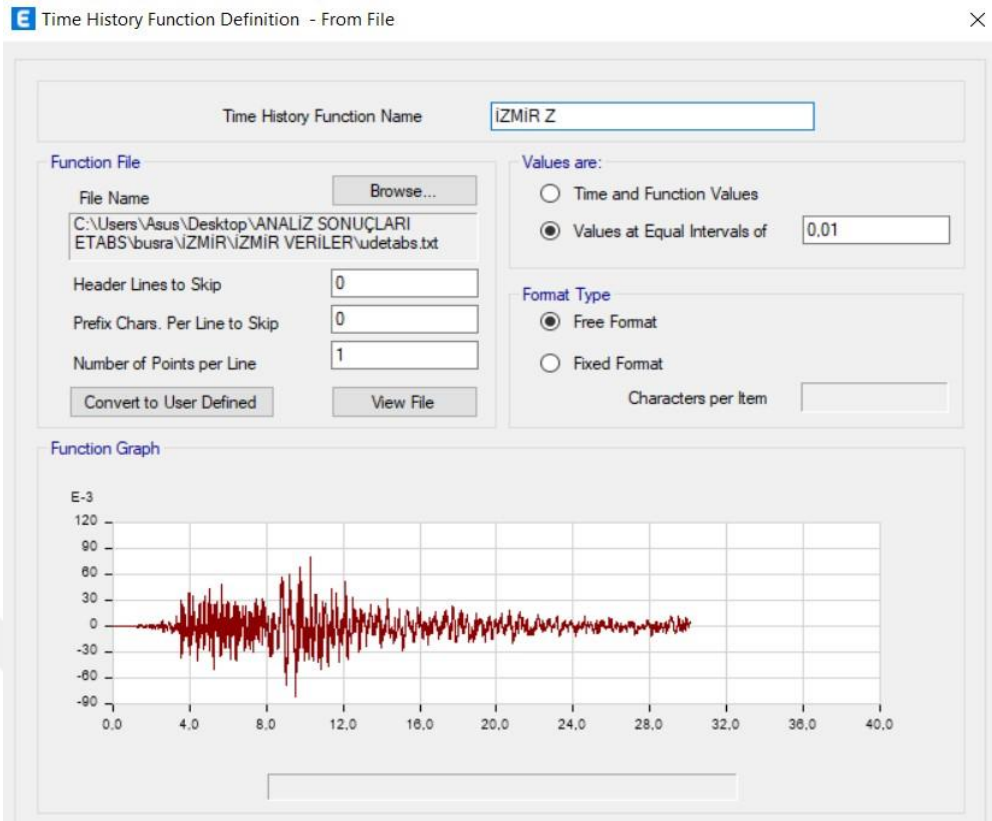 E Time History Function Definition - From File
Time History Function Name
İZMİR Z
Function File
File Name
Browse...
C:\Users\Asus\Desktop\ANALİZ SONUÇLARI
ETABS\busra\İZMİR\İZMİR VERİLER\udetabs.txt
Header Lines to Skip
0
Prefix Chars. Per Line to Skip
0
Number of Points per Line
1
Convert to User Defined
View File
Values are:
Time and Function Values
Values at Equal Intervals of
0,01
Format Type
Free Format
Fixed Format
Characters per Item
Function Graph
E-3
120
90
60
30
0
-30
-60
-90
0,0 4,0 8,0 12,0 16,0 20,0 24,0 28,0 32,0 36,0 40,0